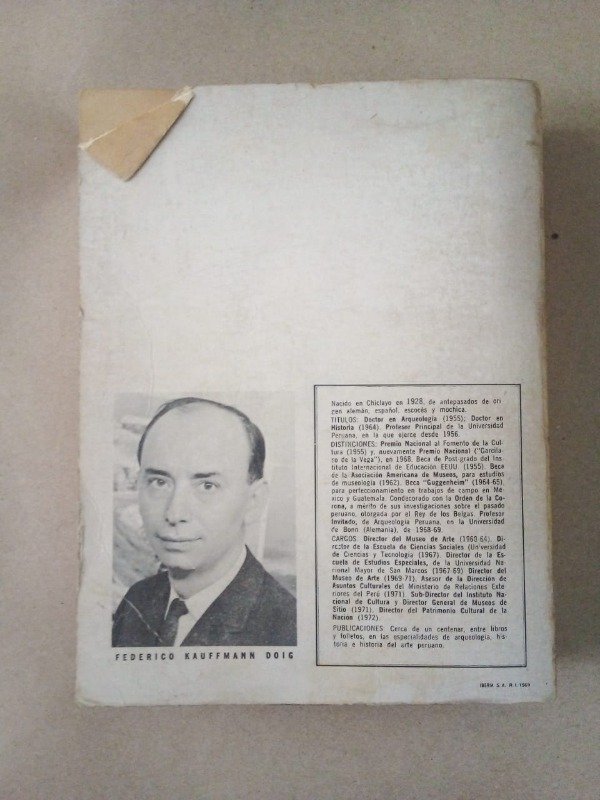 FEDERICO KAUFFMANN DOIG
Nacido en Chiclayo en 1928, de antepasados de ori-
gen alemán, español, escocés y mochica.
TITULOS: Doctor en Arqueología (1955); Doctor en
Historia (1964). Profesor Principal de la Universidad
Peruana, en la que ejerce desde 1956.
DISTINCIONES: Premio Nacional al Fomento de la Cul-
tura (1955) y, nuevamente Premio Nacional ("Garcila-
so de la Vega"), en 1968. Beca de Post-grado del Ins-
tituto Internacional de Educación EEUU (1955). Beca
de la Asociación Americana de Museos, para estudios
de museología (1962). Beca "Guggenheim" (1964-65),
para perfeccionamiento en trabajos de campo en Mé-
xico y Guatemala. Condecorado con la Orden de la Co-
rona, a mérito de sus investigaciones sobre el pasado
peruano, otorgada por el Rey de los Belgas. Profesor
Invitado, de Arqueología Peruana, en la Universidad
de Bonn (Alemania), de 1968-69.
CARGOS: Director del Museo de Arte (1960-64). Di-
rector de la Escuela de Ciencias Sociales (Universidad
de Ciencias y Tecnología (1967). Director de la Es-
cuela de Estudios Especiales, de la Universidad Na-
cional Mayor de San Marcos (1967-69) Director del
Museo de Arte (1969-71), Asesor de la Dirección de
Asuntos Culturales del Ministerio de Relaciones Exte-
riores del Perú (1971) Sub-Director del Instituto Na-
cional de Cultura y Director General de Museos de
Sitio (1971), Director del Patrimonio Cultural de la
Nación (1972)
PUBLICACIONES Cerca de un centenar, entre libros
y folletos, en las especialidades de arqueología, his-
toria e historia del arte peruano.
S. A.